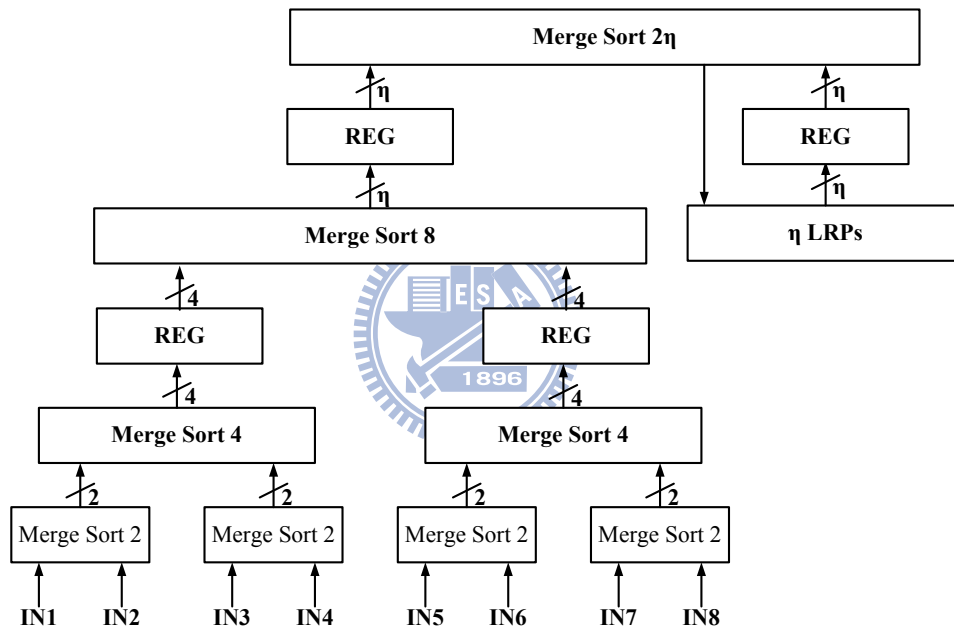 Merge Sort 2η
η
η
REG
REG
η
η
Merge Sort 8
η LRPs
E S A
4
4
REG
REG
1896
4
4
Merge Sort 4
Merge Sort 4
2
2
2
2
Merge Sort 2
Merge Sort 2
Merge Sort 2
Merge Sort 2
IN1
IN2
IN3
IN4
IN5
IN6
IN7
IN8